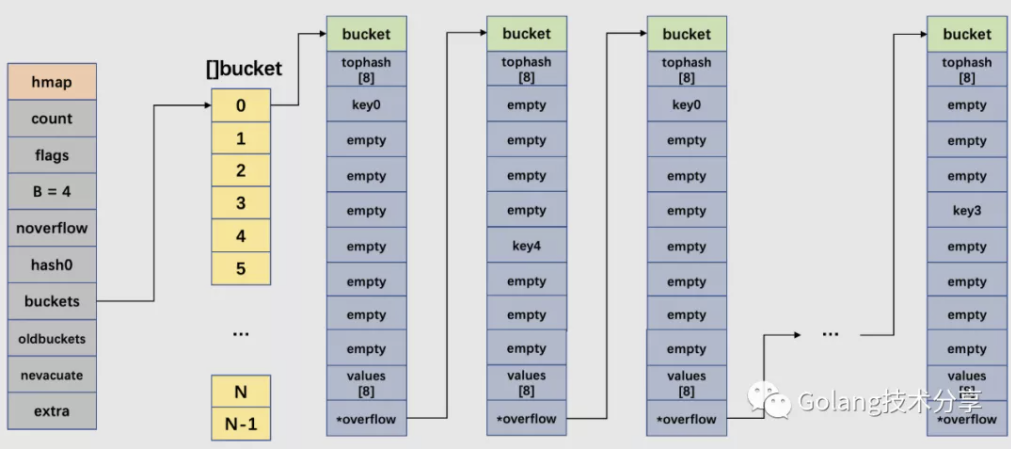 hmap
count
flags
B = 4
noverflow
hash0
buckets
oldbuckets
nevacuate
extra
[]bucket
0
1
2
3
4
5
...
N
N-1
bucket
tophash
[8]
key0
empty
empty
empty
empty
empty
empty
empty
values
[8]
*overflow
bucket
tophash
[8]
empty
empty
empty
empty
key4
empty
empty
empty
values
[8]
*overflow
bucket
tophash
[8]
key0
empty
empty
empty
empty
empty
empty
empty
values
[8]
*overflow
...
bucket
tophash
[8]
empty
empty
empty
key3
empty
empty
empty
empty
values
[8]
*overflow
Golang技术分享